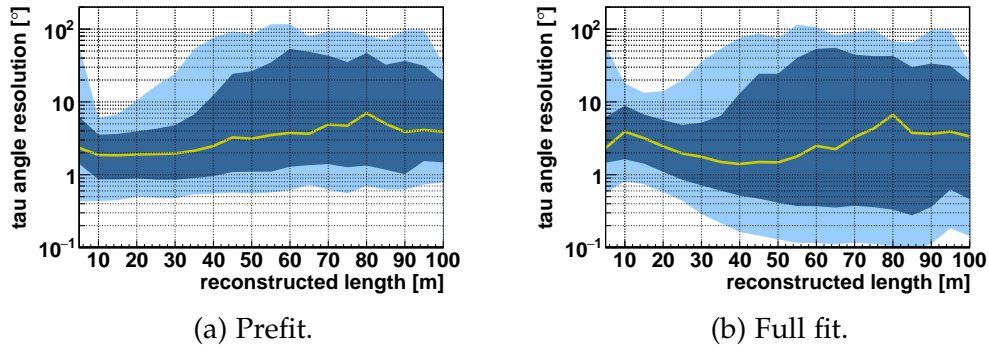 tau angle resolution [°]
10²
10
1
10⁻¹
10 20 30 40 50 60 70 80 90 100
reconstructed length [m]
(a) Prefit.
tau angle resolution [°]
10²
10
1
10⁻¹
10 20 30 40 50 60 70 80 90 100
reconstructed length [m]
(b) Full fit.